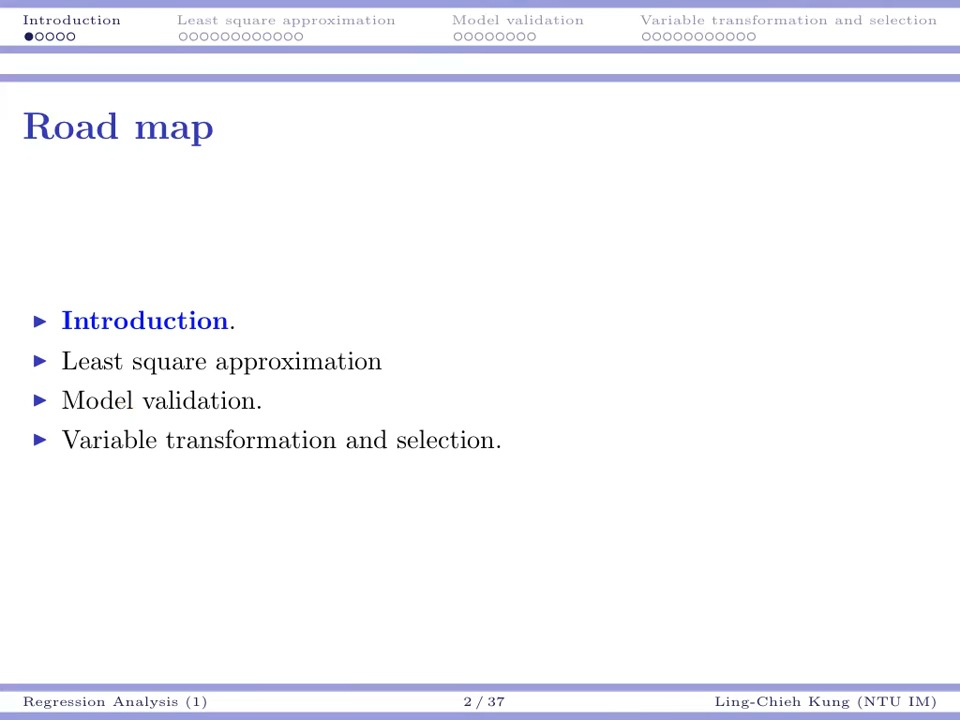 Introduction Least square approximation Model validation Variable transformation and selection
Road map
Introduction.
Least square approximation
Model validation.
Variable transformation and selection.
Regression Analysis (1) 2 / 37 Ling-Chieh Kung (NTU IM)